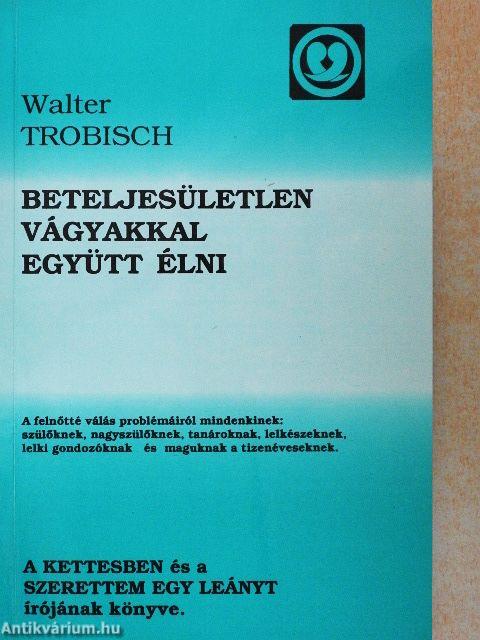 Walter
TROBISCH
BETELJESÜLETLEN
VÁGYAKKAL
EGYÜTT ÉLNI
A felnőtté válás problémáiról mindenkinek:
szülőknek, nagyszülőknek, tanároknak, lelkészeknek,
lelki gondozóknak és maguknak a tizenéveseknek.
A KETTESBEN és a
SZERETTEM EGY LEÁNYT
írójának könyve.
Antikvárium.hu